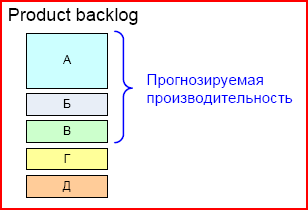 Product backlog
А
Б
В
Г
Д
Прогнозируемая
производительность